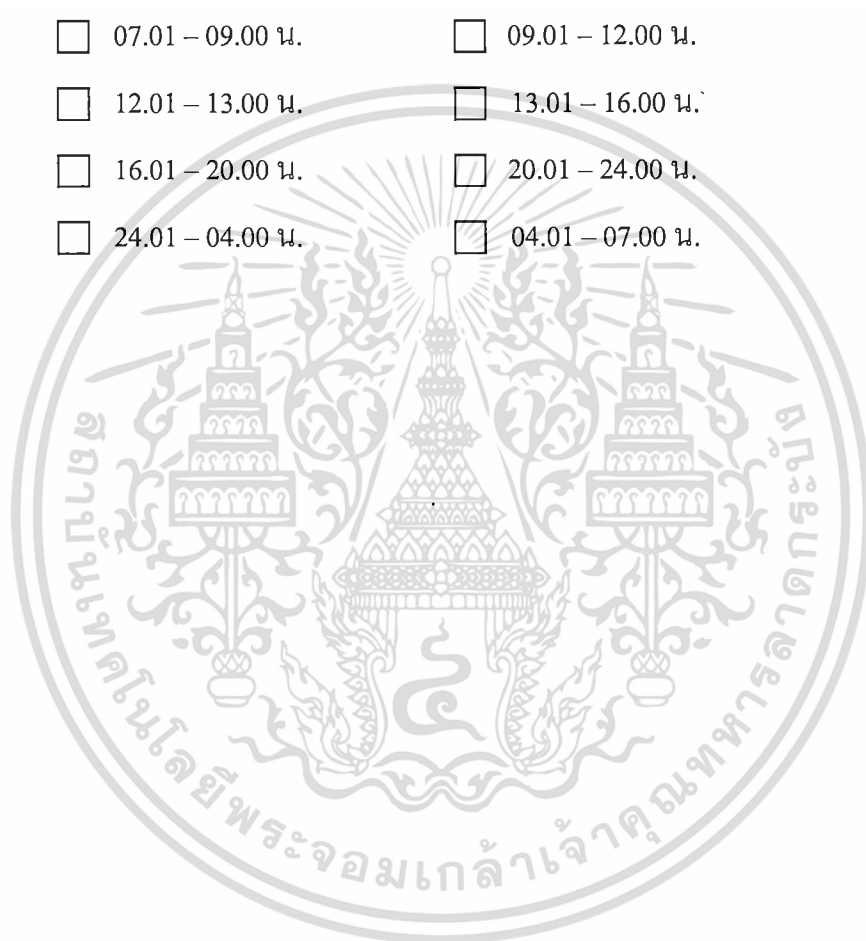 ☐ 07.01 – 09.00 น. ☐ 09.01 – 12.00 น.
☐ 12.01 – 13.00 น. ☐ 13.01 – 16.00 น.
☐ 16.01 – 20.00 น. ☐ 20.01 – 24.00 น.
☐ 24.01 – 04.00 น. ☐ 04.01 – 07.00 น.
สถาบันเทคโนโลยีพระจอมเกล้าเจ้าคุณทหารลาดกระบัง
๔